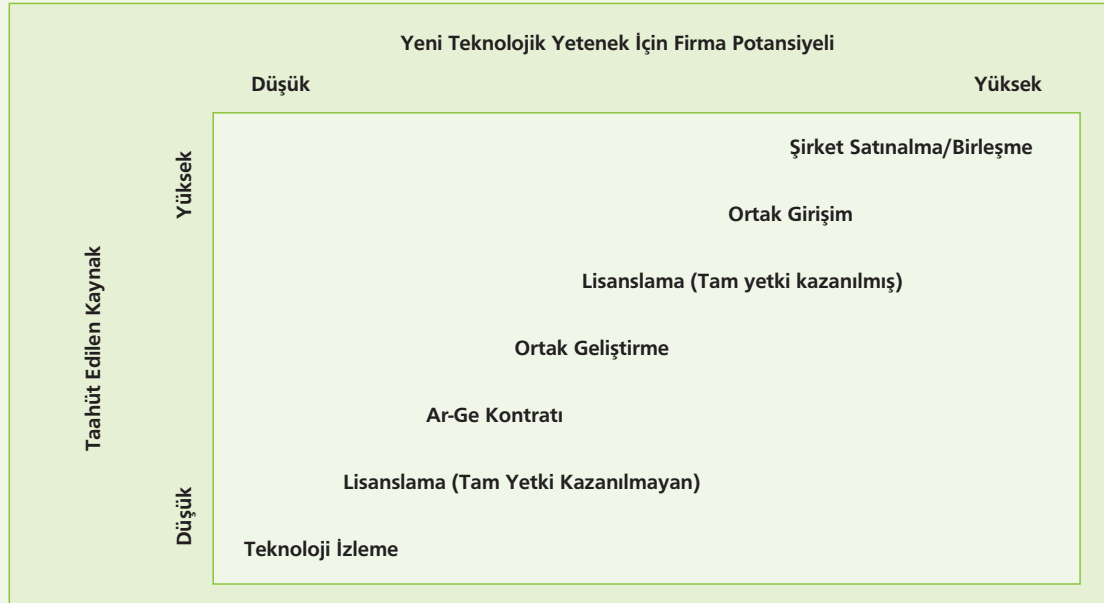 Yeni Teknolojik Yetenek İçin Firma Potansiyeli
Düşük
Yüksek
Taahüt Edilen Kaynak
Yüksek
Düşük
Şirket Satınalma/Birleşme
Ortak Girişim
Lisanslama (Tam yetki kazanılmış)
Ortak Geliştirme
Ar-Ge Kontratı
Lisanslama (Tam Yetki Kazanılmayan)
Teknoloji İzleme